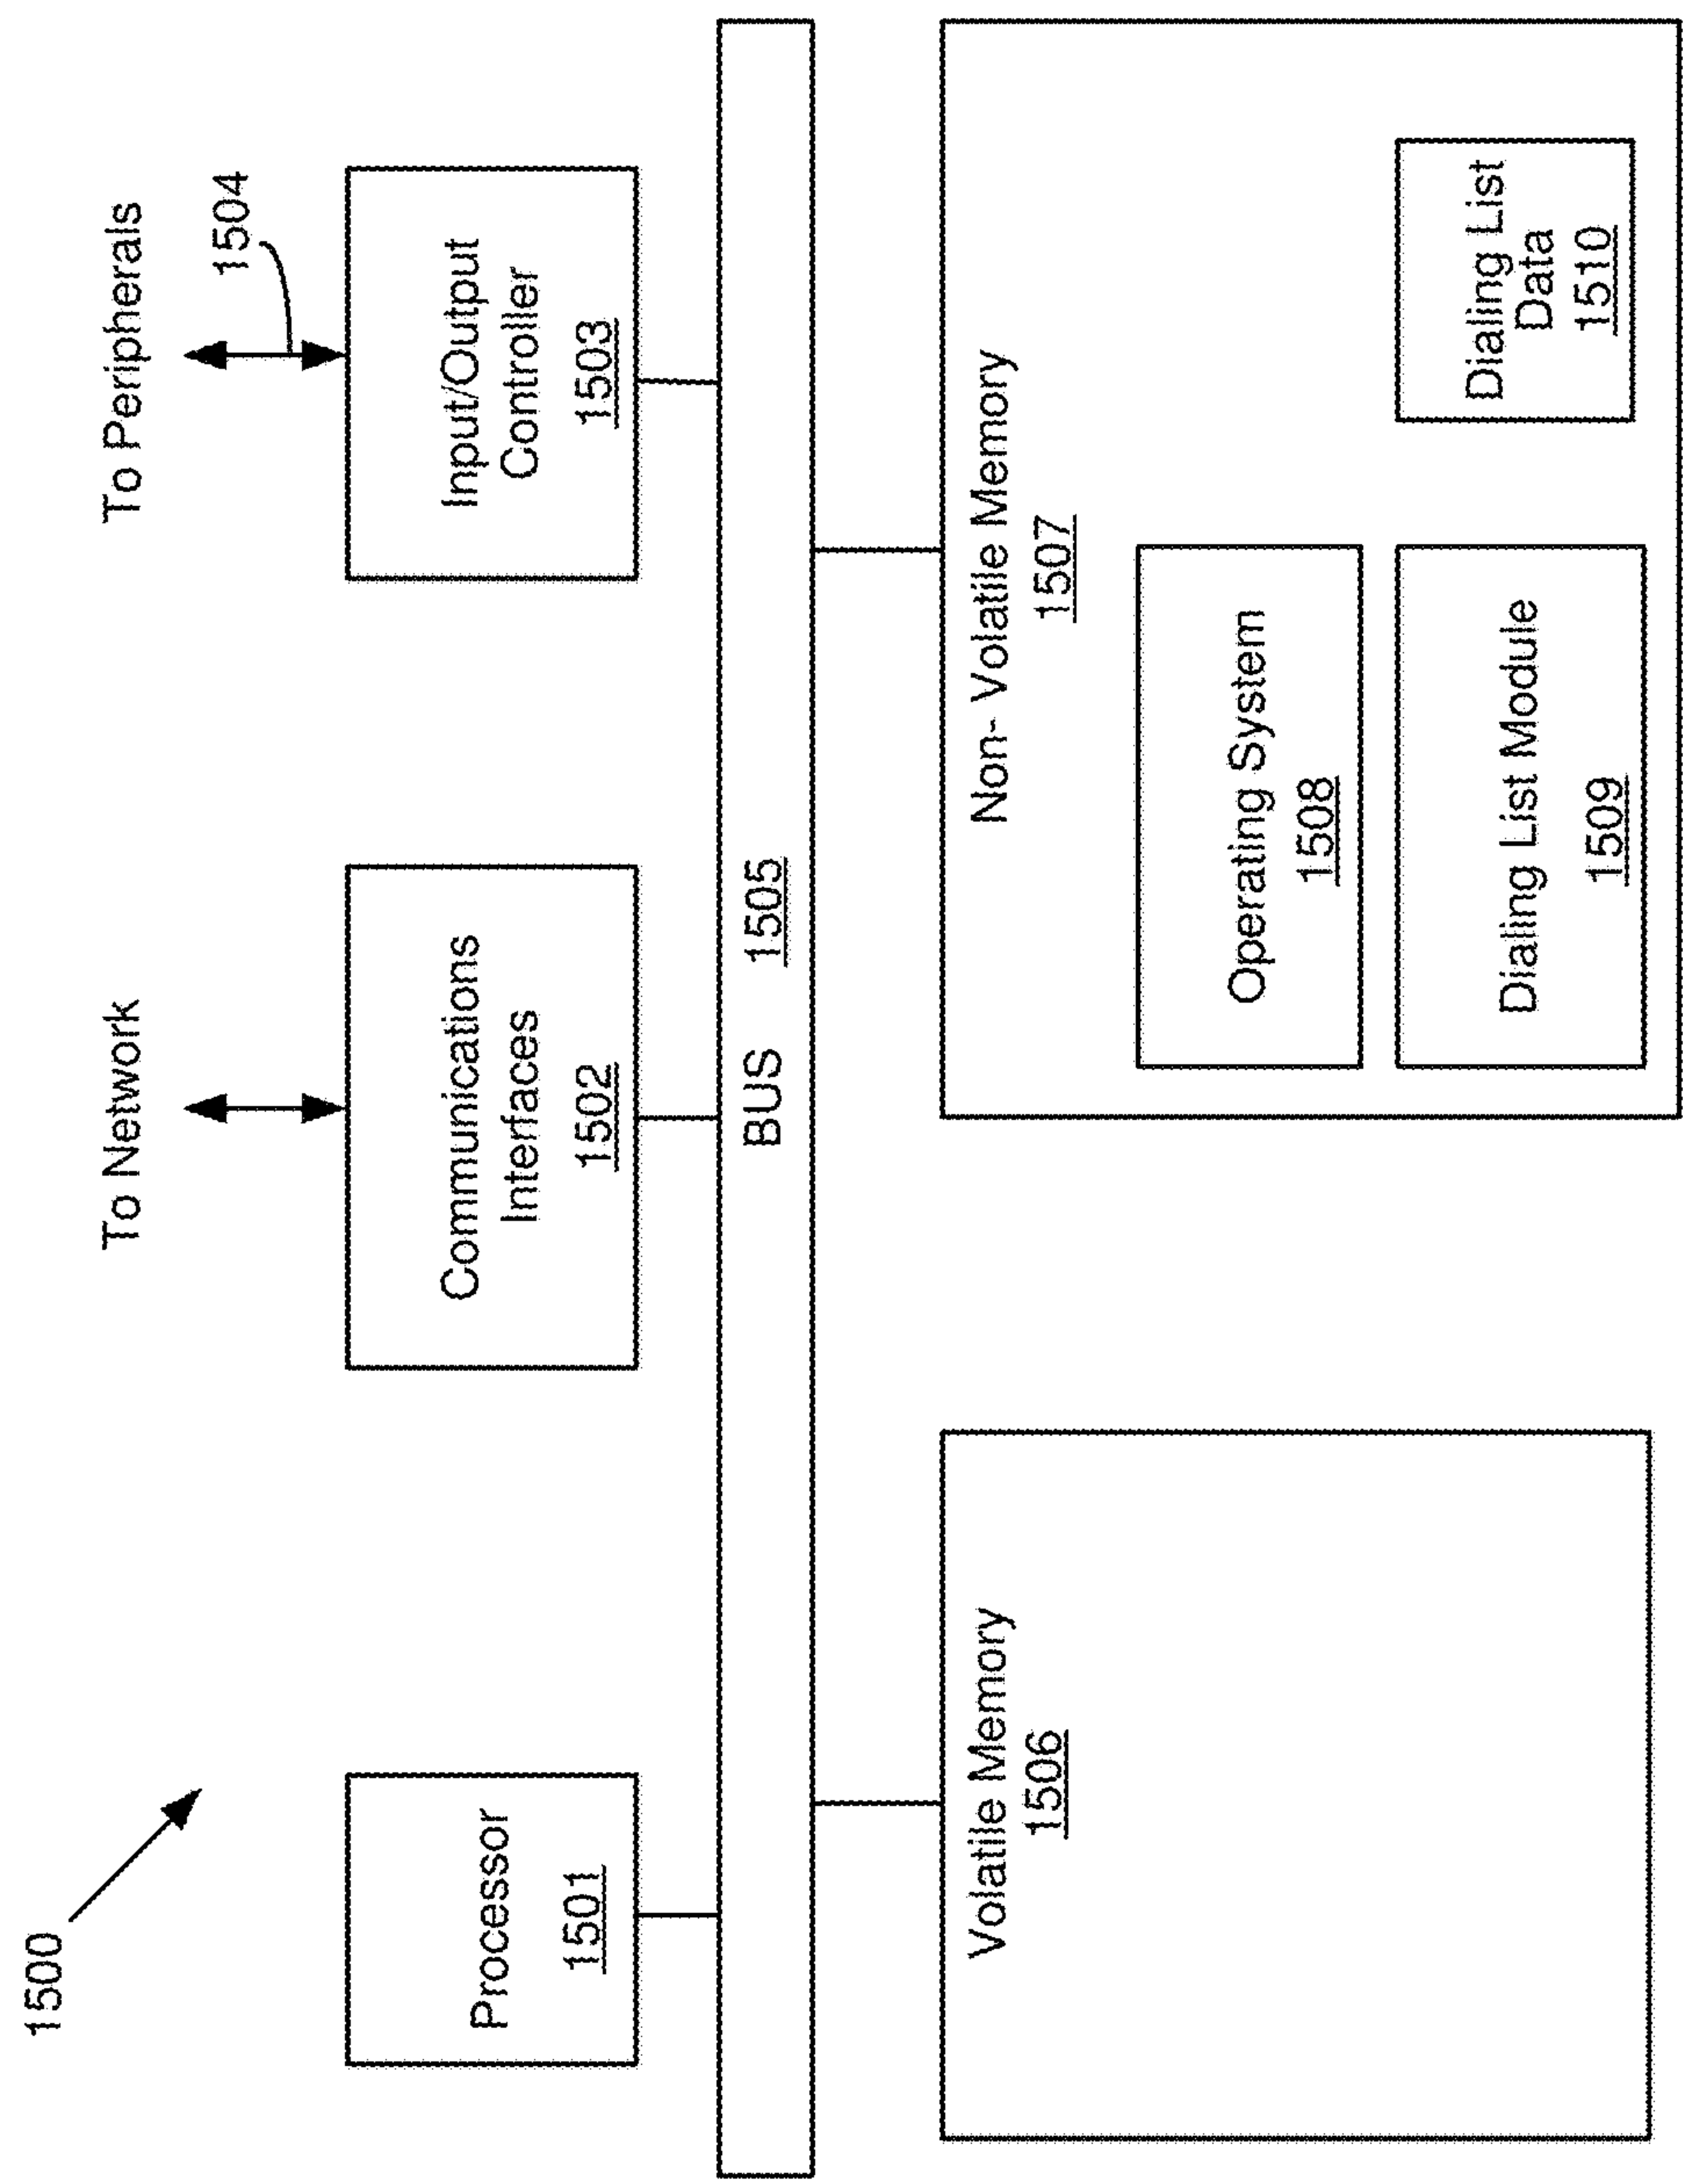 1500
To Network
To Peripherals
1504
Processor
1501
Communications
Interfaces
1502
Input/Output
Controller
1503
BUS 1505
Volatile Memory
1506
Non- Volatile Memory
1507
Operating System
1508
Dialing List Module
1509
Dialing List
Data
1510